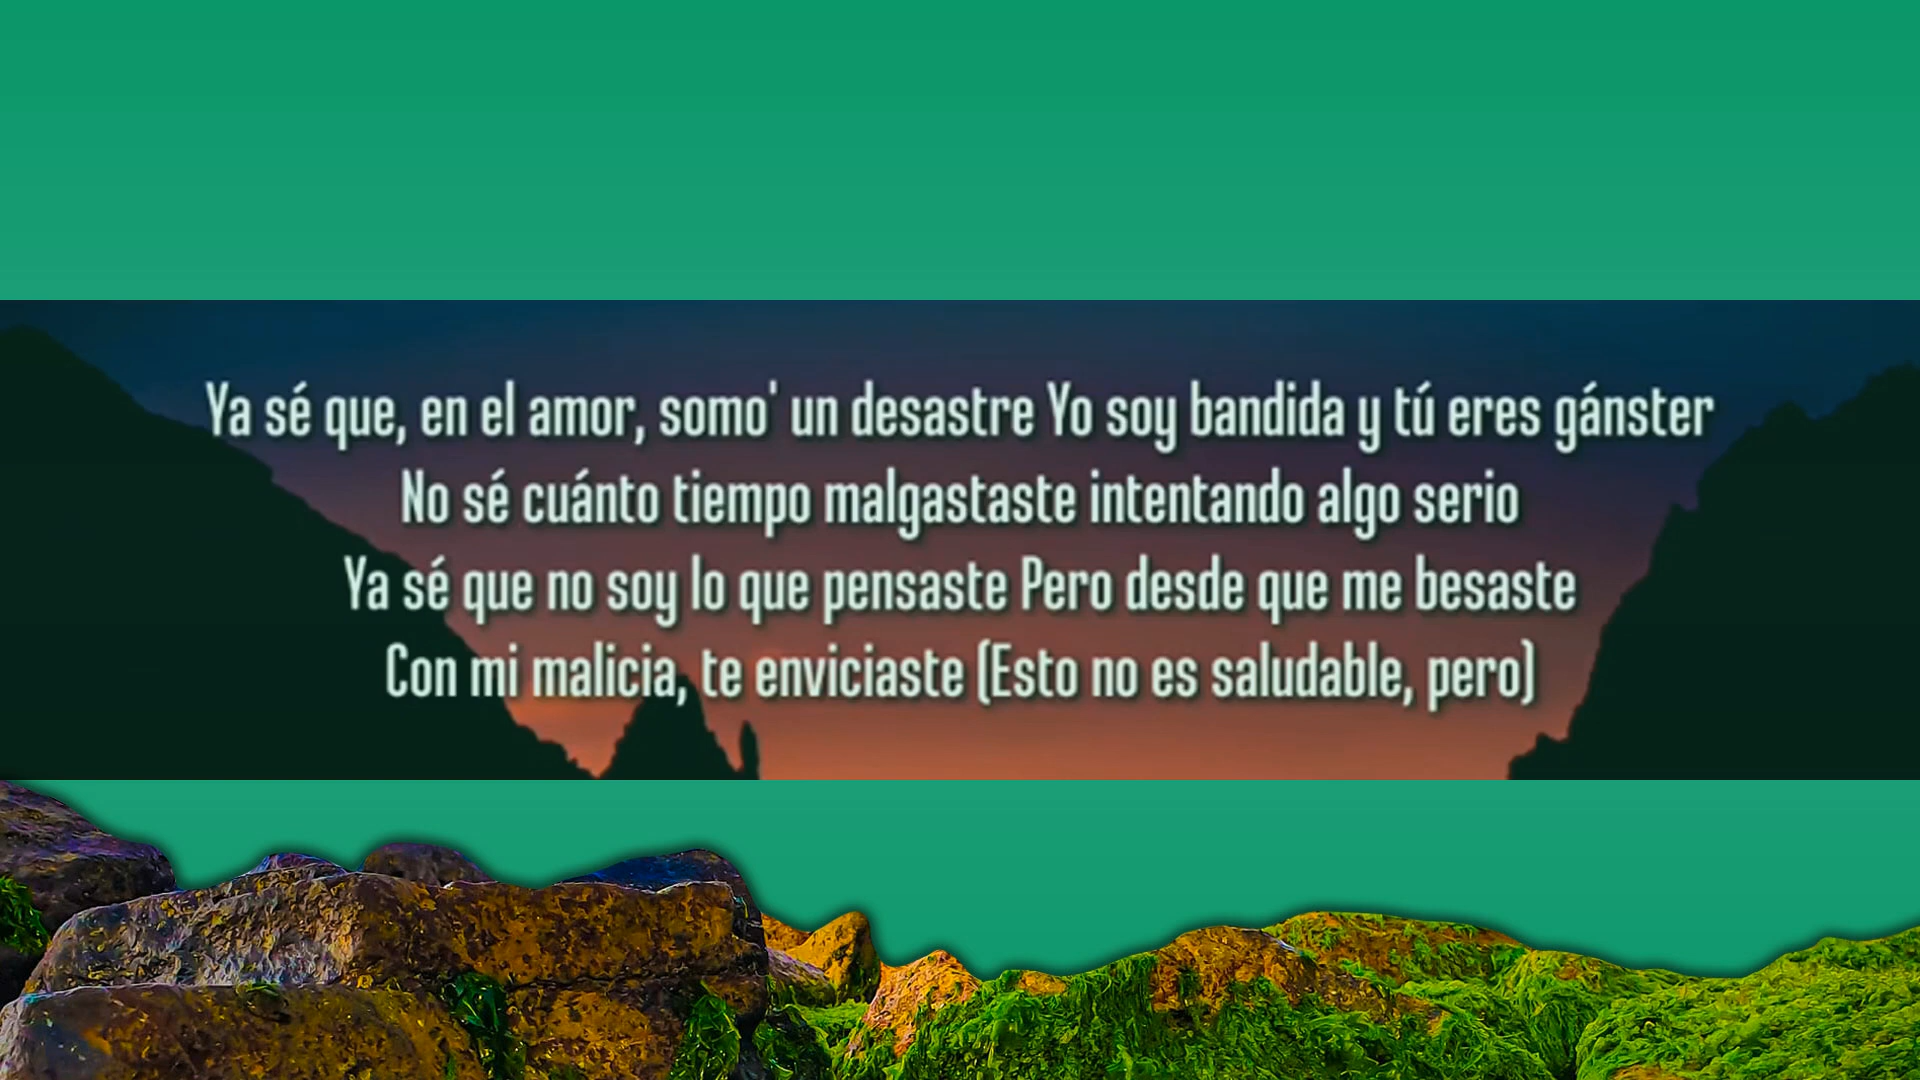 Ya sé que, en el amor, somo' un desastre Yo soy bandida y tú eres gánster
No sé cuánto tiempo malgastaste intentando algo serio
Ya sé que no soy lo que pensaste Pero desde que me besaste
Con mi malicia, te enviciaste (Esto no es saludable, pero)